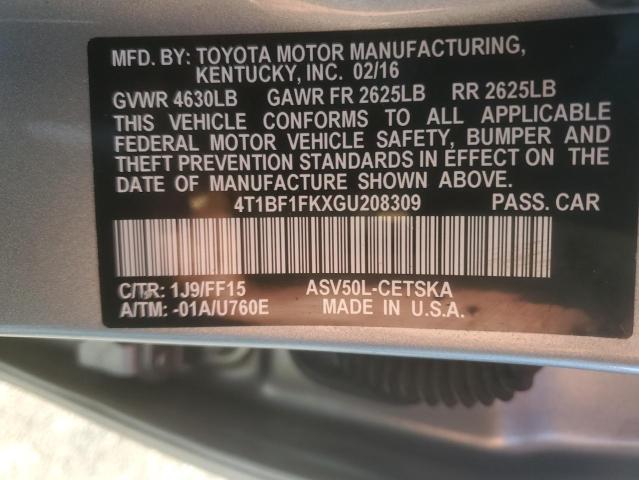 MFD. BY: TOYOTA MOTOR MANUFACTURING,
KENTUCKY, INC. 02/16
GVWR 4630LB GAWR FR 2625LB RR 2625LB
THIS VEHICLE CONFORMS TO ALL APPLICABLE
FEDERAL MOTOR VEHICLE SAFETY, BUMPER AND
THEFT PREVENTION STANDARDS IN EFFECT ON THE
DATE OF MANUFACTURE SHOWN ABOVE.
4T1BF1FKXGU208309 PASS. CAR
C/TR: 1J9/FF15 ASV50L-CETSKA
A/TM: -01A/U760E MADE IN U.S.A.